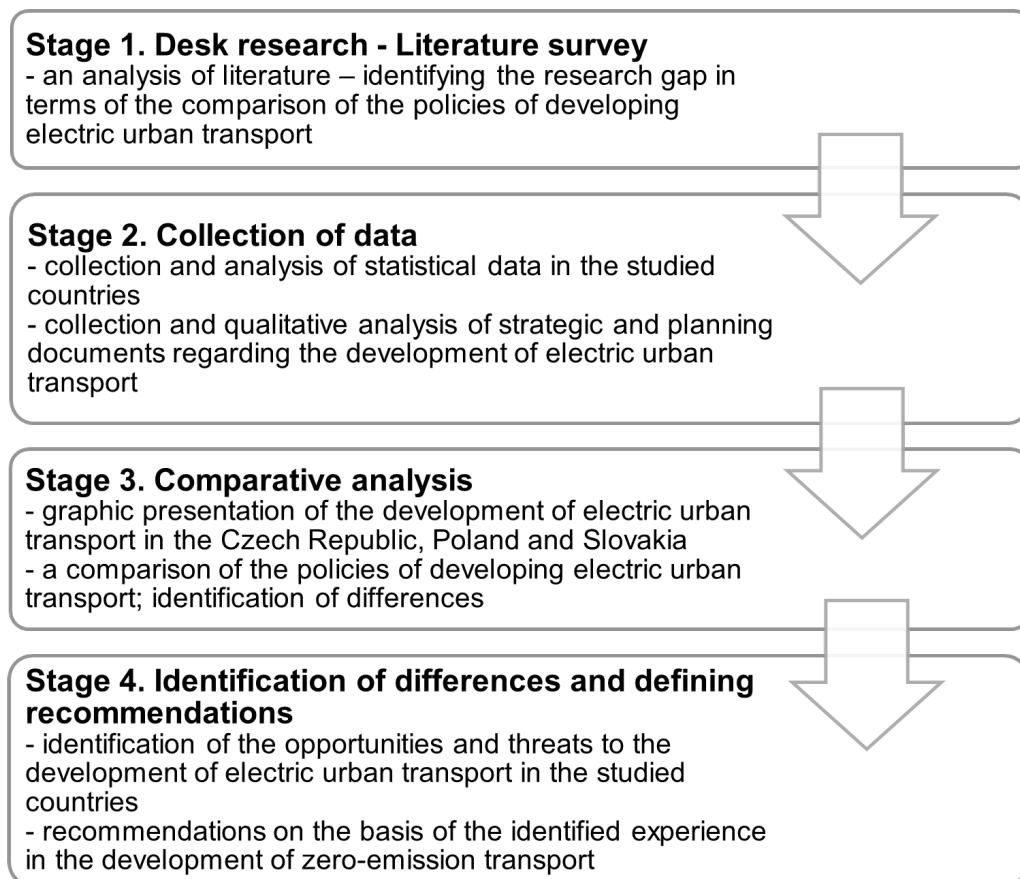 Stage 1. Desk research - Literature survey
- an analysis of literature – identifying the research gap in
terms of the comparison of the policies of developing
electric urban transport
Stage 2. Collection of data
- collection and analysis of statistical data in the studied
countries
- collection and qualitative analysis of strategic and planning
documents regarding the development of electric urban
transport
Stage 3. Comparative analysis
- graphic presentation of the development of electric urban
transport in the Czech Republic, Poland and Slovakia
- a comparison of the policies of developing electric urban
transport; identification of differences
Stage 4. Identification of differences and defining
recommendations
- identification of the opportunities and threats to the
development of electric urban transport in the studied
countries
- recommendations on the basis of the identified experience
in the development of zero-emission transport